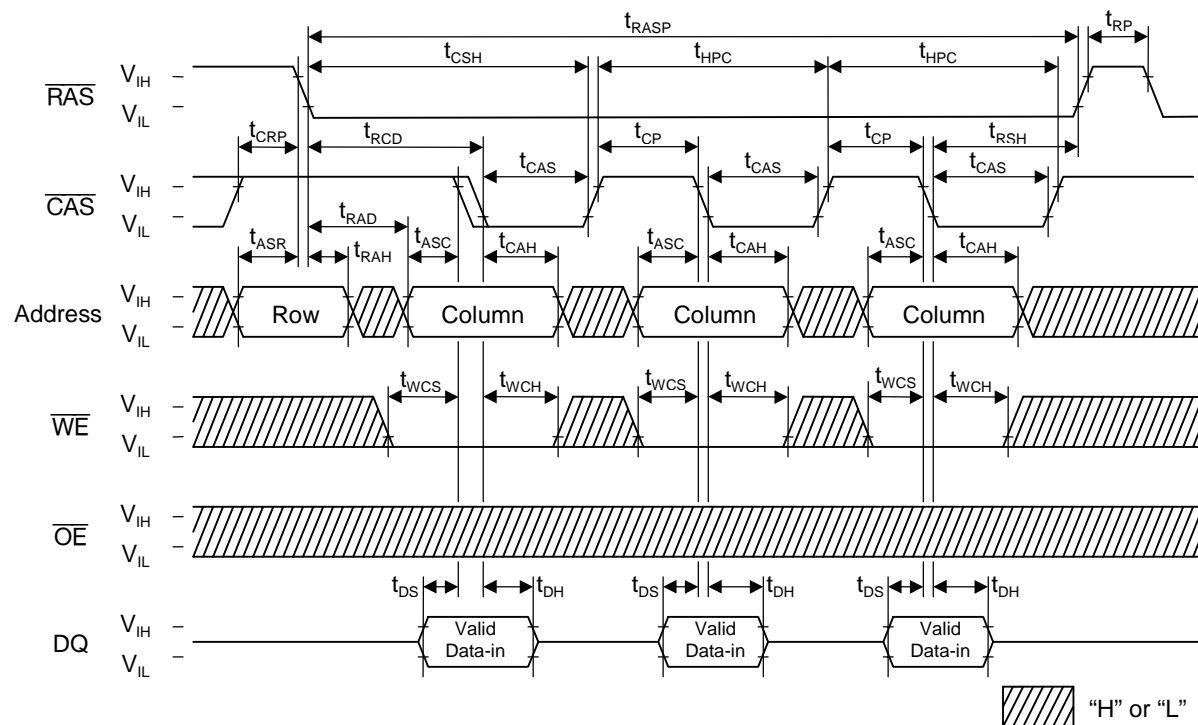 tRASP tRP
tCSH tHPC tHPC
RAS VIH
VIL
tCRP tRCD tCP tCP tRSH
tCAS tCAS tCAS
CAS VIH
VIL
tRAD
tASR tRAH tASC tCAH tASC tCAH tASC tCAH
Address VIH
VIL
Row Column Column Column
tWCS tWCH tWCS tWCH tWCS tWCH
WE VIH
VIL
OE VIH
VIL
tDS tDH tDS tDH tDS tDH
DQ VIH
VIL
Valid Valid Valid
Data-in Data-in Data-in
“H” or “L”